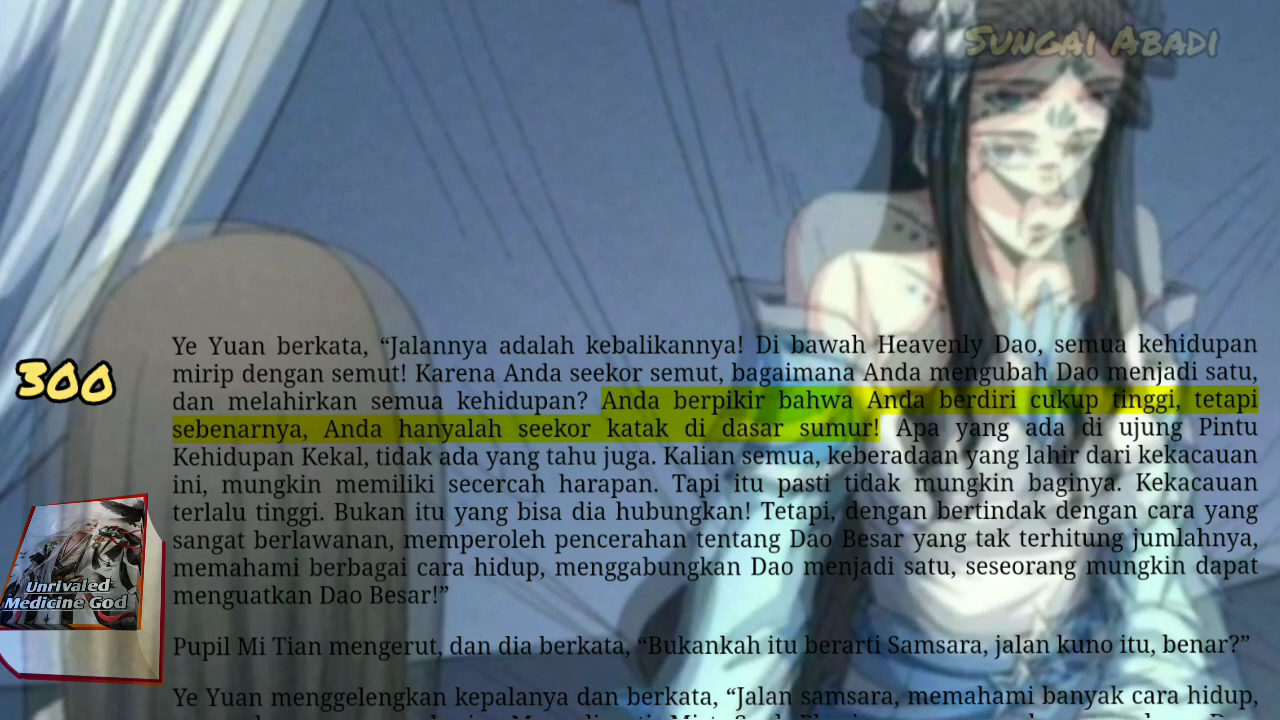 Sungai Abadi
Ye Yuan berkata, “Jalannya adalah kebalikannya! Di bawah Heavenly Dao, semua kehidupan
mirip dengan semut! Karena Anda seekor semut, bagaimana Anda mengubah Dao menjadi satu,
dan melahirkan semua kehidupan? Anda berpikir bahwa Anda berdiri cukup tinggi, tetapi
sebenarnya, Anda hanyalah seekor katak di dasar sumur! Apa yang ada di ujung Pintu
Kehidupan Kekal, tidak ada yang tahu juga. Kalian semua, keberadaan yang lahir dari kekacauan
ini, mungkin memiliki secercah harapan. Tapi itu pasti tidak mungkin baginya. Kekacauan
terlalu tinggi. Bukan itu yang bisa dia hubungkan! Tetapi, dengan bertindak dengan cara yang
sangat berlawanan, memperoleh pencerahan tentang Dao Besar yang tak terhitung jumlahnya,
memahami berbagai cara hidup, menggabungkan Dao menjadi satu, seseorang mungkin dapat
menguatkan Dao Besar!”
Pupil Mi Tian mengerut, dan dia berkata, “Bukankah itu berarti Samsara, jalan kuno itu, benar?”
Ye Yuan menggelengkan kepalanya dan berkata, “Jalan samsara, memahami banyak cara hidup,
300
Unrivaled
Medicine God